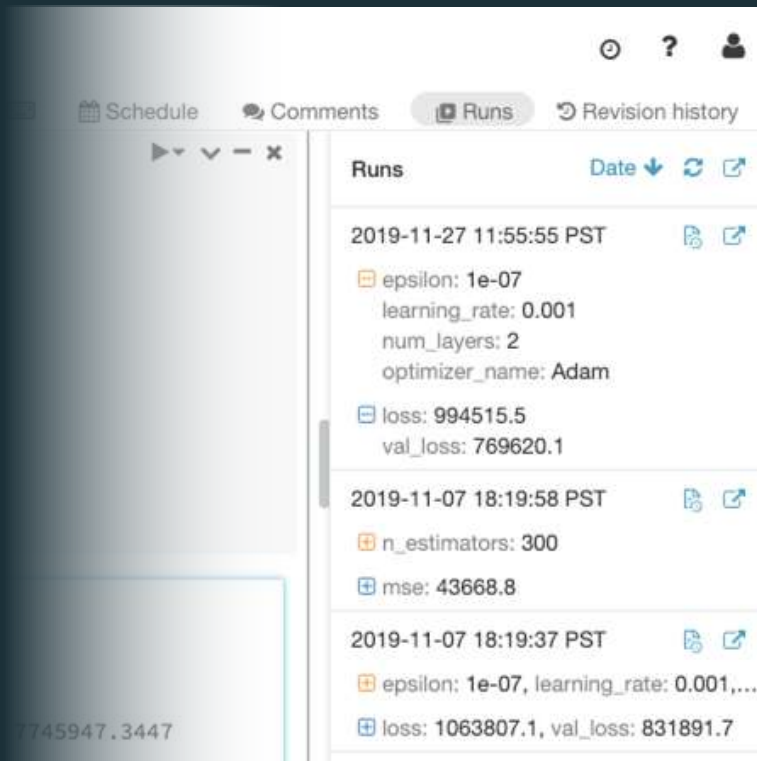 ?
Schedule Comments Runs Revision history
Runs Date
2019-11-27 11:55:55 PST
epsilon: 1e-07
learning_rate: 0.001
num_layers: 2
optimizer_name: Adam
loss: 994515.5
val_loss: 769620.1
2019-11-07 18:19:58 PST
n_estimators: 300
mse: 43668.8
2019-11-07 18:19:37 PST
epsilon: 1e-07, learning_rate: 0.001,...
7745947.3447
loss: 1063807.1, val_loss: 831891.7